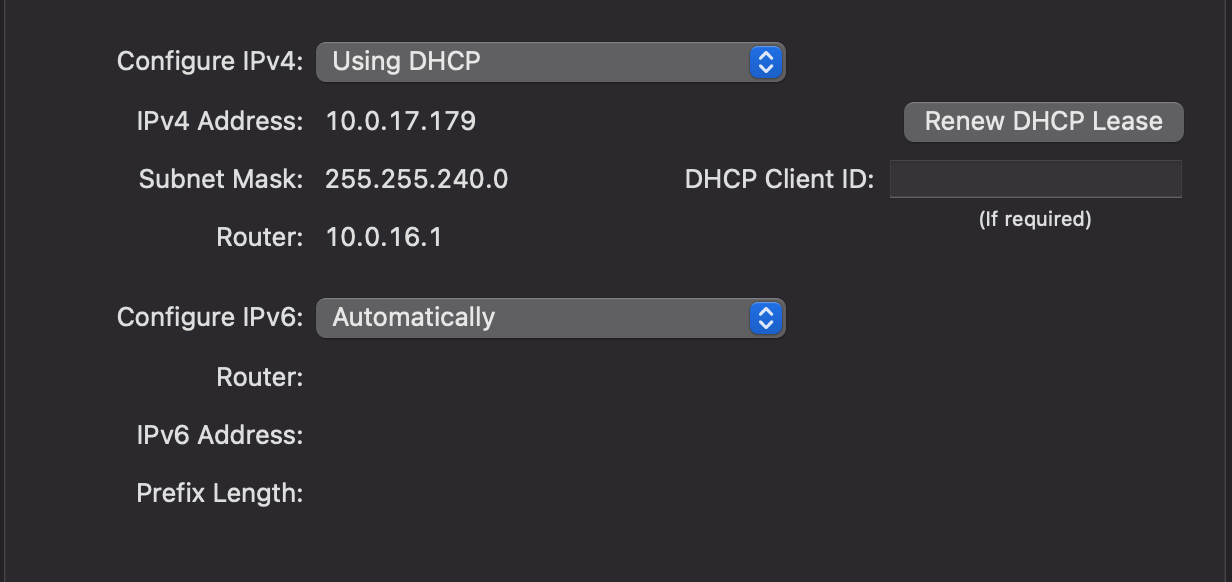 Configure IPv4: Using DHCP
IPv4 Address: 10.0.17.179 Renew DHCP Lease
Subnet Mask: 255.255.240.0 DHCP Client ID:
(If required)
Router: 10.0.16.1
Configure IPv6: Automatically
Router:
IPv6 Address:
Prefix Length: